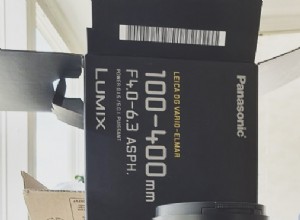 Panasonic
LEICA DG VARIO-ELMAR
100-400mm
F4.0-6.3 ASPH.
POWER O.I.S.
LUMIX